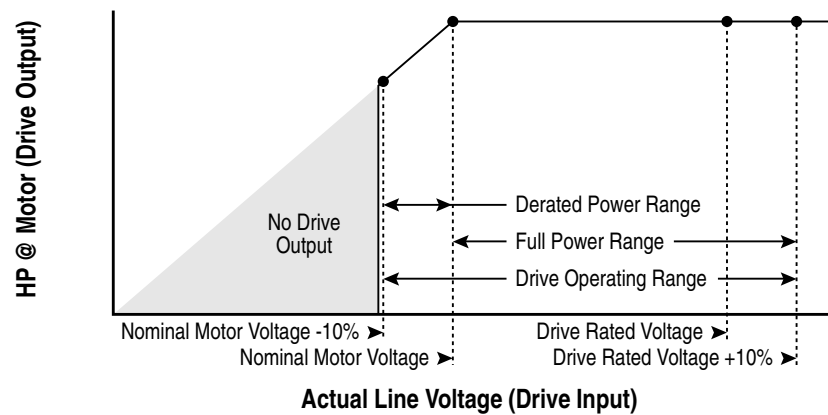 HP @ Motor (Drive Output)
No Drive
Output
Derated Power Range
Full Power Range
Drive Operating Range
Nominal Motor Voltage -10%
Drive Rated Voltage
Nominal Motor Voltage
Drive Rated Voltage +10%
Actual Line Voltage (Drive Input)